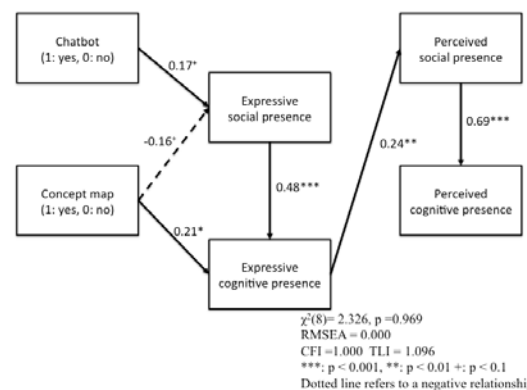 Chatbot
(1: yes, 0: no)
Perceived
social presence
0.17⁺
Expressive
social presence
-0.16⁺
0.69***
0.24**
Concept map
(1: yes, 0: no)
0.48***
Perceived
cognitive presence
0.21*
Expressive
cognitive presence
χ²(8)= 2.326, p =0.969
RMSEA = 0.000
CFI =1.000 TLI = 1.096
***: p < 0.001, **: p < 0.01 +: p < 0.1
Dotted line refers to a negative relationshi